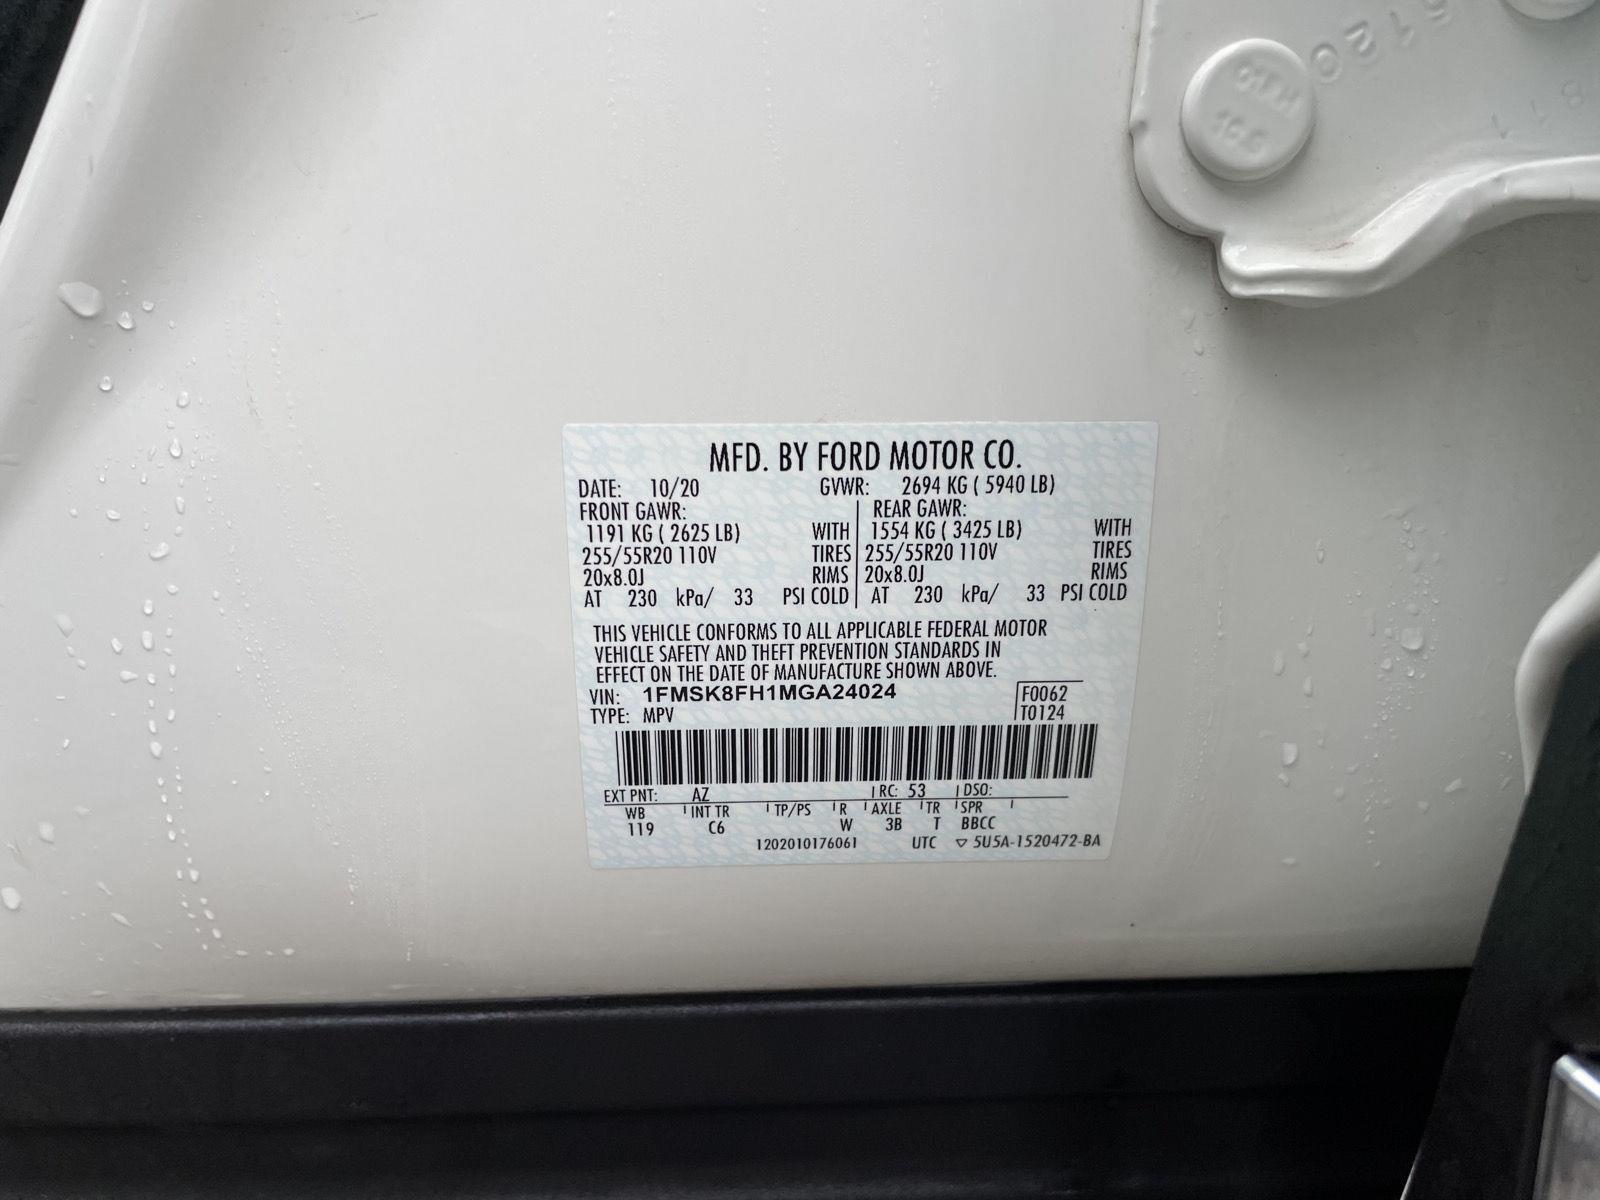 5120
811
HFG
10.9
MFD. BY FORD MOTOR CO.
DATE: 10/20 GVWR: 2694 KG ( 5940 LB)
FRONT GAWR: REAR GAWR:
1191 KG ( 2625 LB) WITH 1554 KG ( 3425 LB) WITH
255/55R20 110V TIRES 255/55R20 110V TIRES
20x8.0J RIMS 20x8.0J RIMS
AT 230 kPa/ 33 PSI COLD AT 230 kPa/ 33 PSI COLD
THIS VEHICLE CONFORMS TO ALL APPLICABLE FEDERAL MOTOR
VEHICLE SAFETY AND THEFT PREVENTION STANDARDS IN
EFFECT ON THE DATE OF MANUFACTURE SHOWN ABOVE.
VIN: 1FMSK8FH1MGA24024 F0062
TYPE: MPV T0124
EXT PNT: AZ RC: 53 DSO:
WB INT TR TP/PS R AXLE TR SPR
119 C6 W 3B T BBCC
1202010176061 UTC ▽ 5U5A-1520472-BA